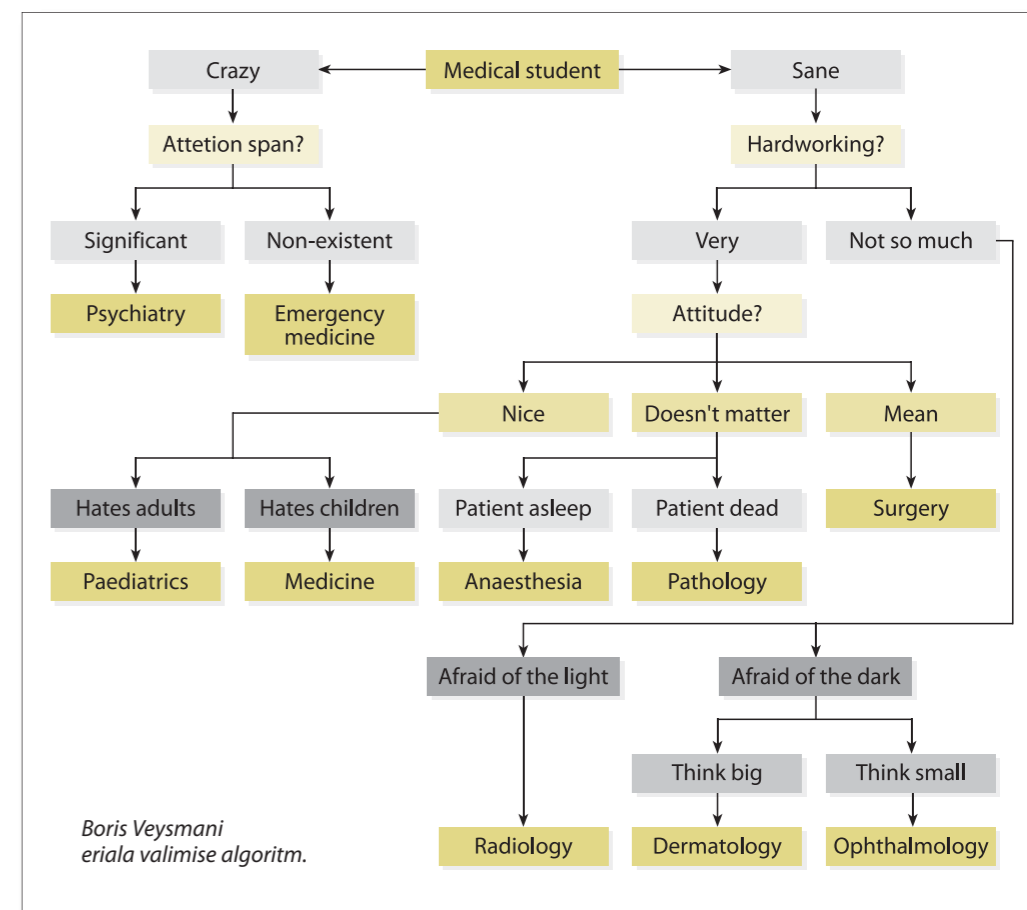 Crazy
Medical student
Sane
Attetion span?
Hardworking?
Significant
Non-existent
Very
Not so much
Psychiatry
Emergency
medicine
Attitude?
Nice
Doesn't matter
Mean
Hates adults
Hates children
Patient asleep
Patient dead
Surgery
Paediatrics
Medicine
Anaesthesia
Pathology
Afraid of the light
Afraid of the dark
Think big
Think small
Boris Veysmani
eriala valimise algoritm.
Radiology
Dermatology
Ophthalmology